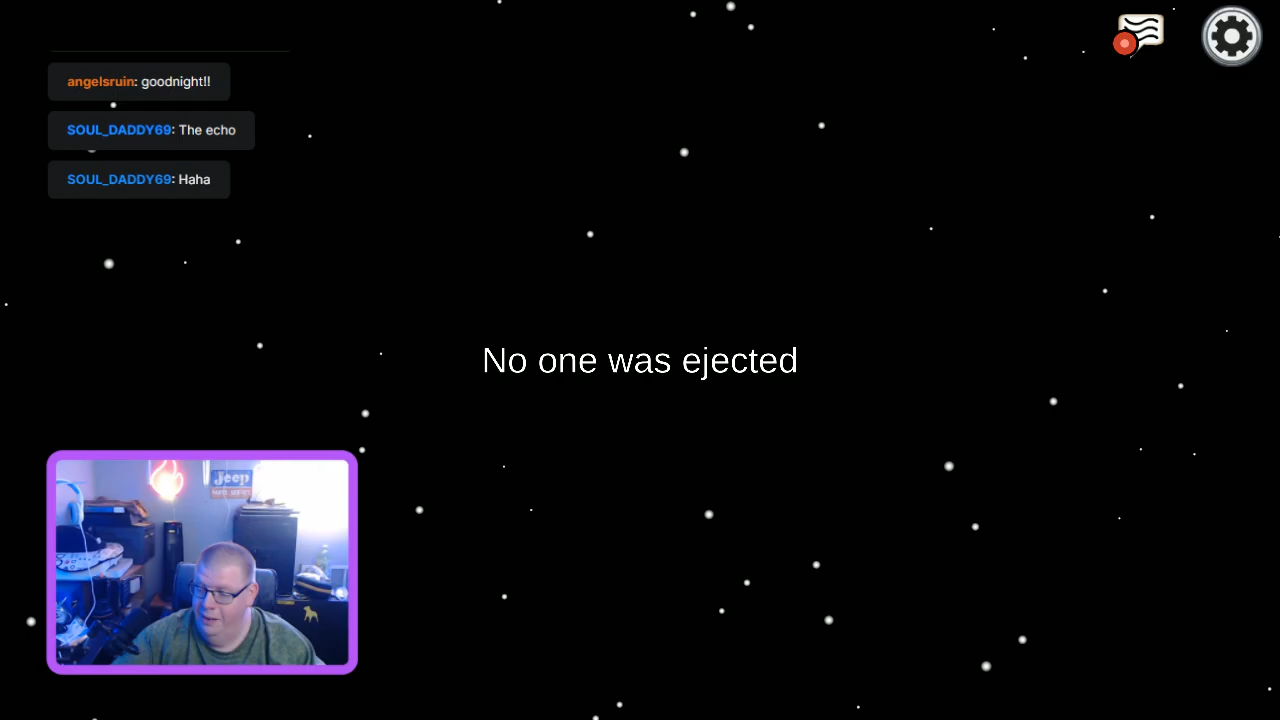 angelsruin: goodnight!!
SOUL_DADDY69: The echo
SOUL_DADDY69: Haha
No one was ejected
Jeep